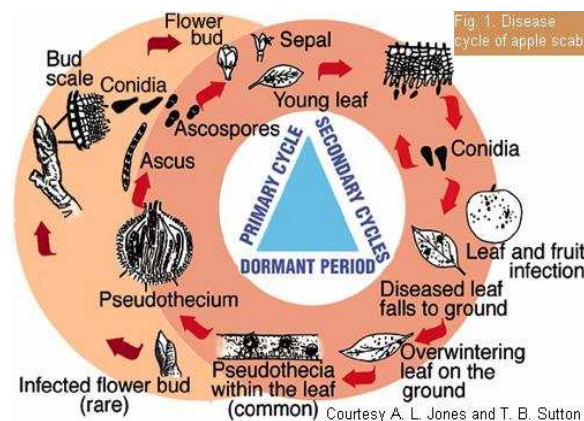 Fig. 1. Disease
cycle of apple scab
Flower
bud
Sepal
Bud
scale
Conidia
Young leaf
Ascospores
Ascus
Conidia
PRIMARY CYCLE
SECONDARY CYCLES
DORMANT PERIOD
Leaf and fruit
infection
Pseudothecium
Diseased leaf
falls to ground
Overwintering
leaf on the
ground
Infected flower bud
(rare)
Pseudothecia
within the leaf
(common)
Courtesy A. L. Jones and T. B. Sutton